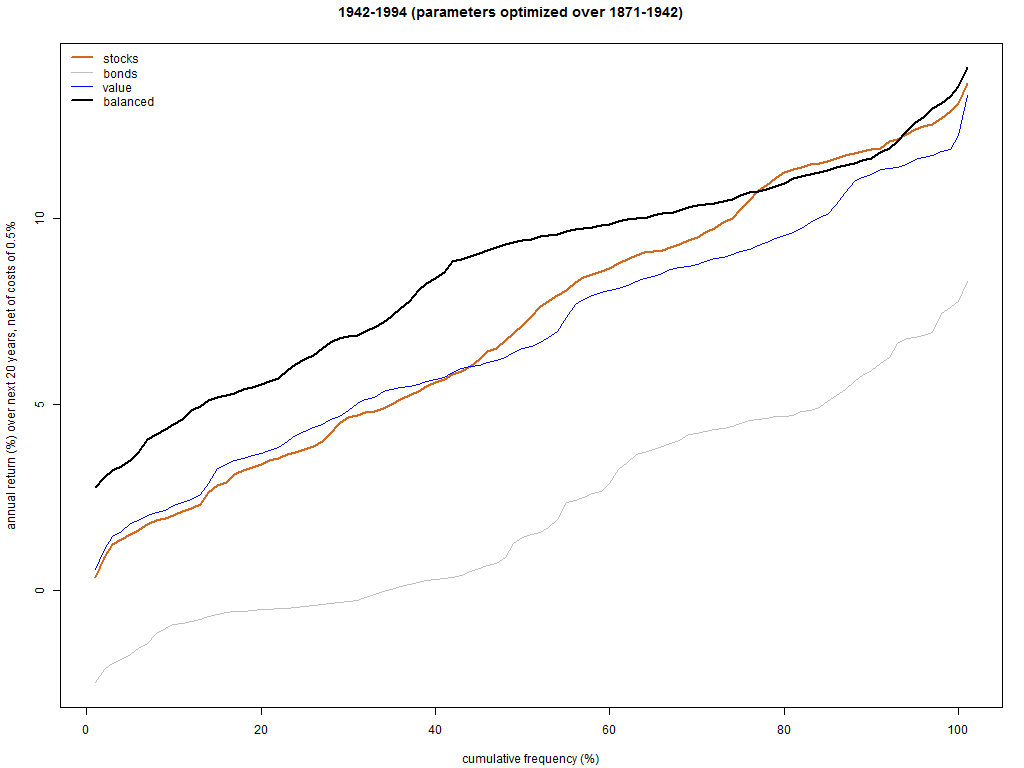 1942-1994 (parameters optimized over 1871-1942)
stocks
bonds
value
balanced
annual return (%) over next 20 years, net of costs of 0.5%
10
5
0
0 20 40 60 80 100
cumulative frequency (%)